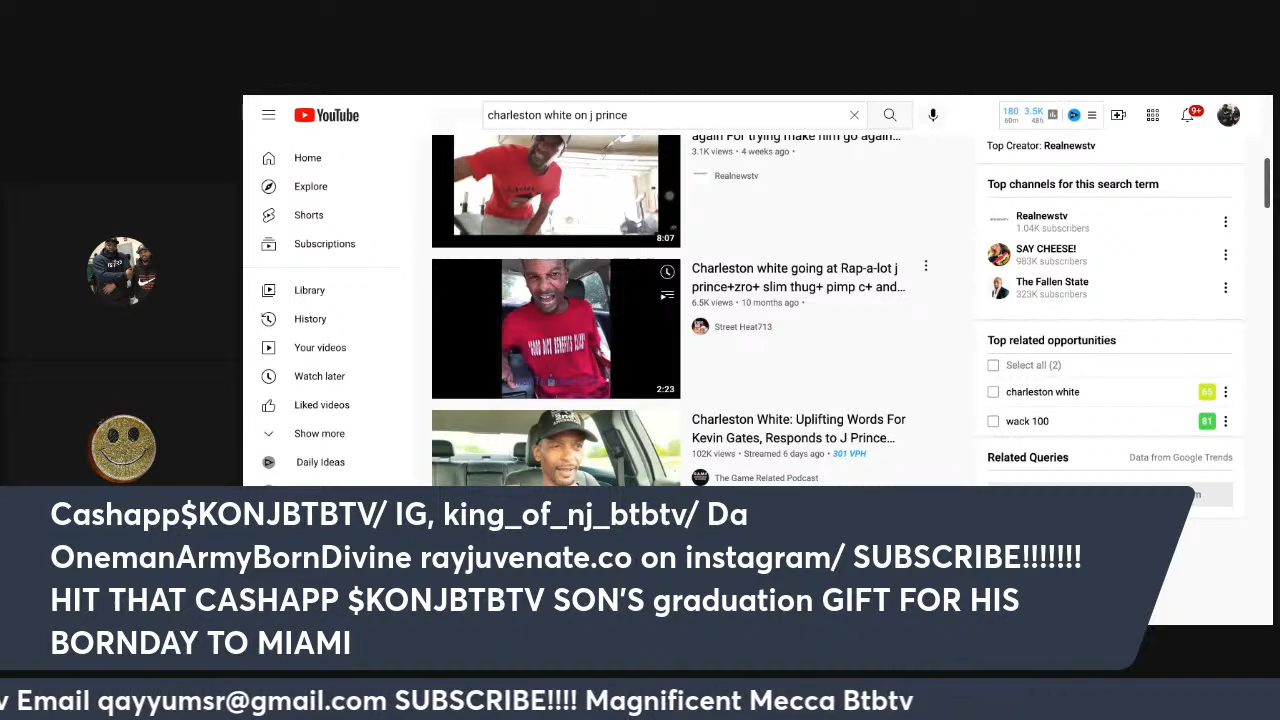 YouTube
charleston white on j prince
180 3.5K
60m 48h
9+
Home
Explore
Shorts
Subscriptions
Library
History
Your videos
Watch later
Liked videos
Show more
Daily Ideas
again For trying make him go again...
3.1K views • 4 weeks ago •
Realnewstv
8:07
Charleston white going at Rap-a-lot j
prince+zro+ slim thug+ pimp c+ and...
6.5K views • 10 months ago •
Street Heat713
2:23
Charleston White: Uplifting Words For
Kevin Gates, Responds to J Prince...
102K views • Streamed 6 days ago • 301 VPH
The Game Related Podcast
Top Creator: Realnewstv
Top channels for this search term
Realnewstv
1.04K subscribers
SAY CHEESE!
983K subscribers
The Fallen State
323K subscribers
Top related opportunities
Select all (2)
charleston white 65
wack 100 81
Related Queries Data from Google Trends
Cashapp$KONJBTBTV/ IG, king_of_nj_btbtv/ Da
OnemanArmyBornDivine rayjuvenate.co on instagram/ SUBSCRIBE!!!!!!!
HIT THAT CASHAPP $KONJBTBTV SON'S graduation GIFT FOR HIS
BORNDAY TO MIAMI
v Email qayyumsr@gmail.com SUBSCRIBE!!!! Magnificent Mecca Btbtv